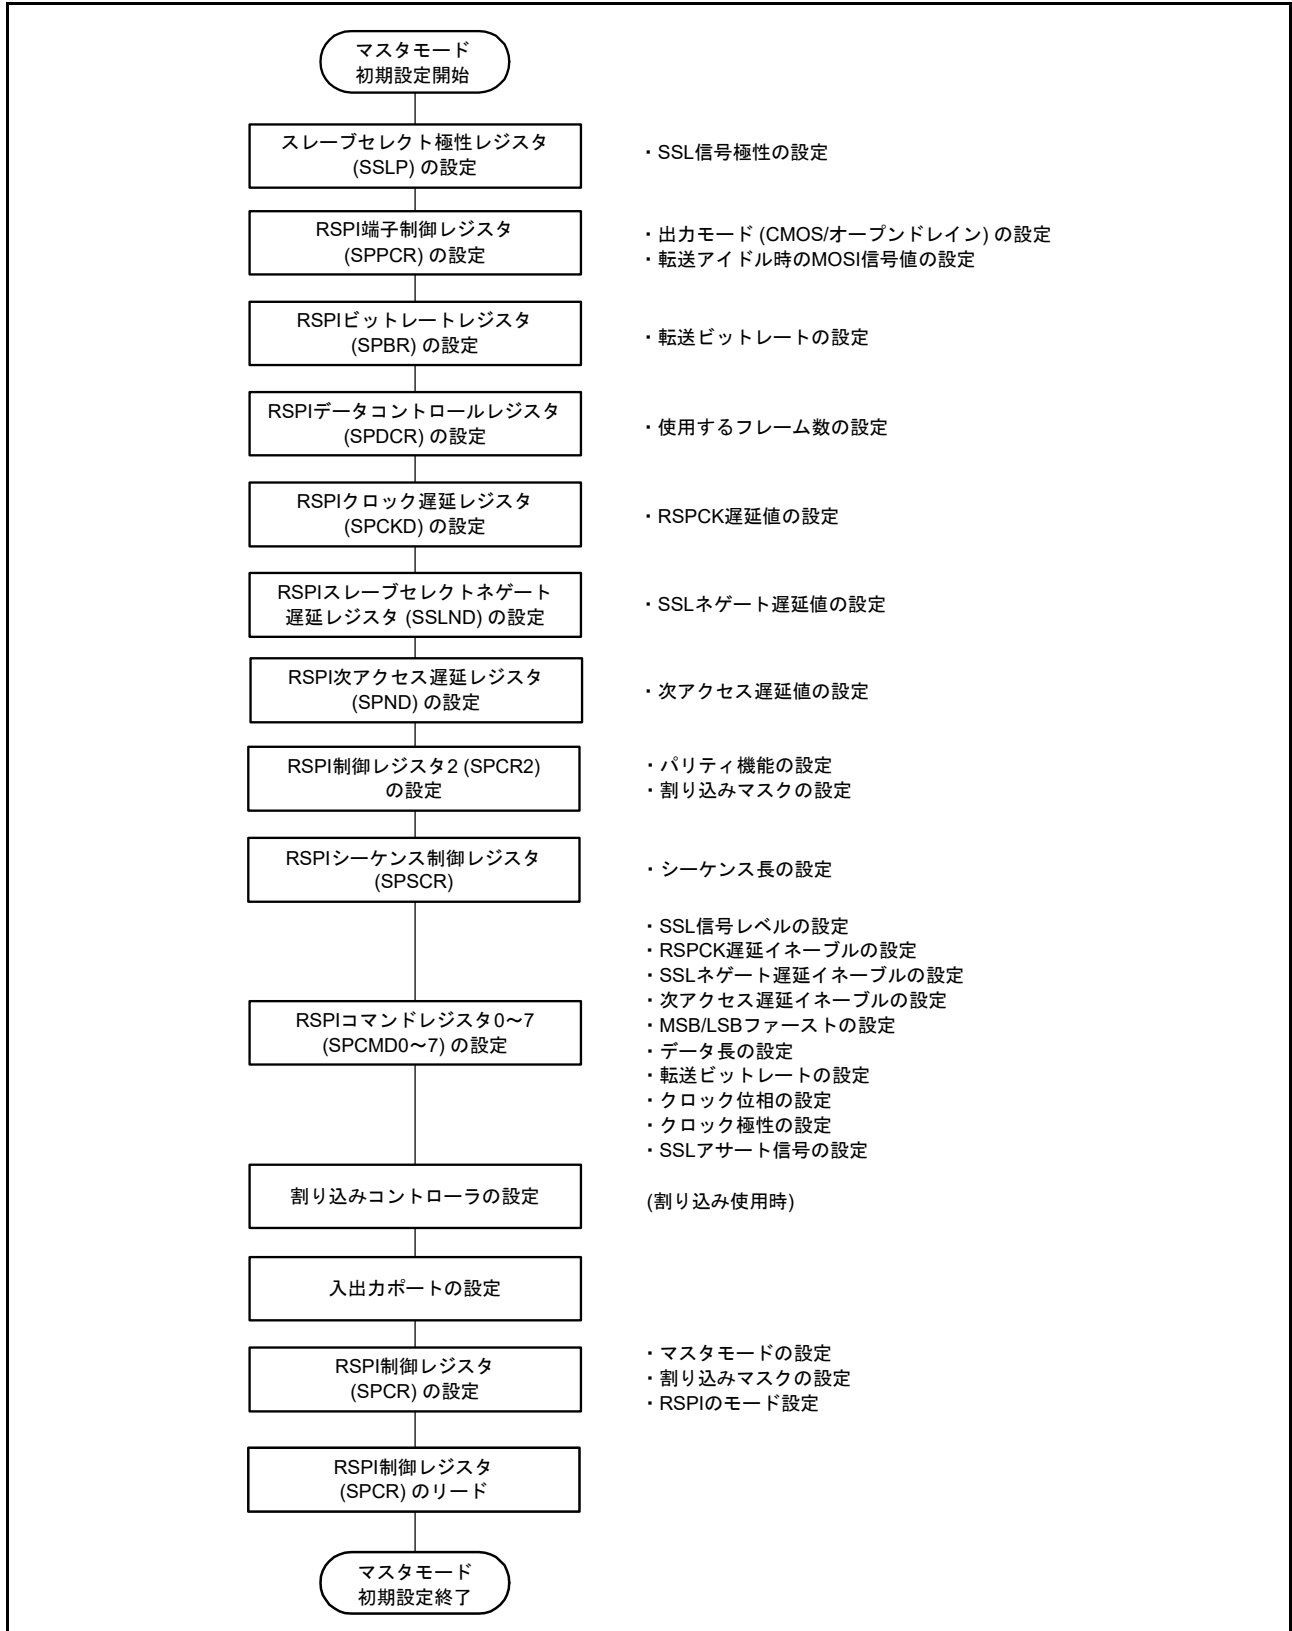 マスタモード
初期設定開始
スレーブセレクト極性レジスタ
(SSLP) の設定
・SSL信号極性の設定
RSPI端子制御レジスタ
(SPPCR) の設定
・出力モード (CMOS/オープンドレイン) の設定
・転送アイドル時のMOSI信号値の設定
RSPIビットレートレジスタ
(SPBR) の設定
・転送ビットレートの設定
RSPIデータコントロールレジスタ
(SPDCR) の設定
・使用するフレーム数の設定
RSPIクロック遅延レジスタ
(SPCKD) の設定
・RSPCK遅延値の設定
RSPIスレーブセレクトネゲート
遅延レジスタ (SSLND) の設定
・SSLネゲート遅延値の設定
RSPI次アクセス遅延レジスタ
(SPND) の設定
・次アクセス遅延値の設定
RSPI制御レジスタ2 (SPCR2)
の設定
・パリティ機能の設定
・割り込みマスクの設定
RSPIシーケンス制御レジスタ
(SPSCR)
・シーケンス長の設定
RSPIコマンドレジスタ0～7
(SPCMD0～7) の設定
・SSL信号レベルの設定
・RSPCK遅延イネーブルの設定
・SSLネゲート遅延イネーブルの設定
・次アクセス遅延イネーブルの設定
・MSB/LSBファーストの設定
・データ長の設定
・転送ビットレートの設定
・クロック位相の設定
・クロック極性の設定
・SSLアサート信号の設定
割り込みコントローラの設定
(割り込み使用時)
入出力ポートの設定
RSPI制御レジスタ
(SPCR) の設定
・マスタモードの設定
・割り込みマスクの設定
・RSPIのモード設定
RSPI制御レジスタ
(SPCR) のリード
マスタモード
初期設定終了